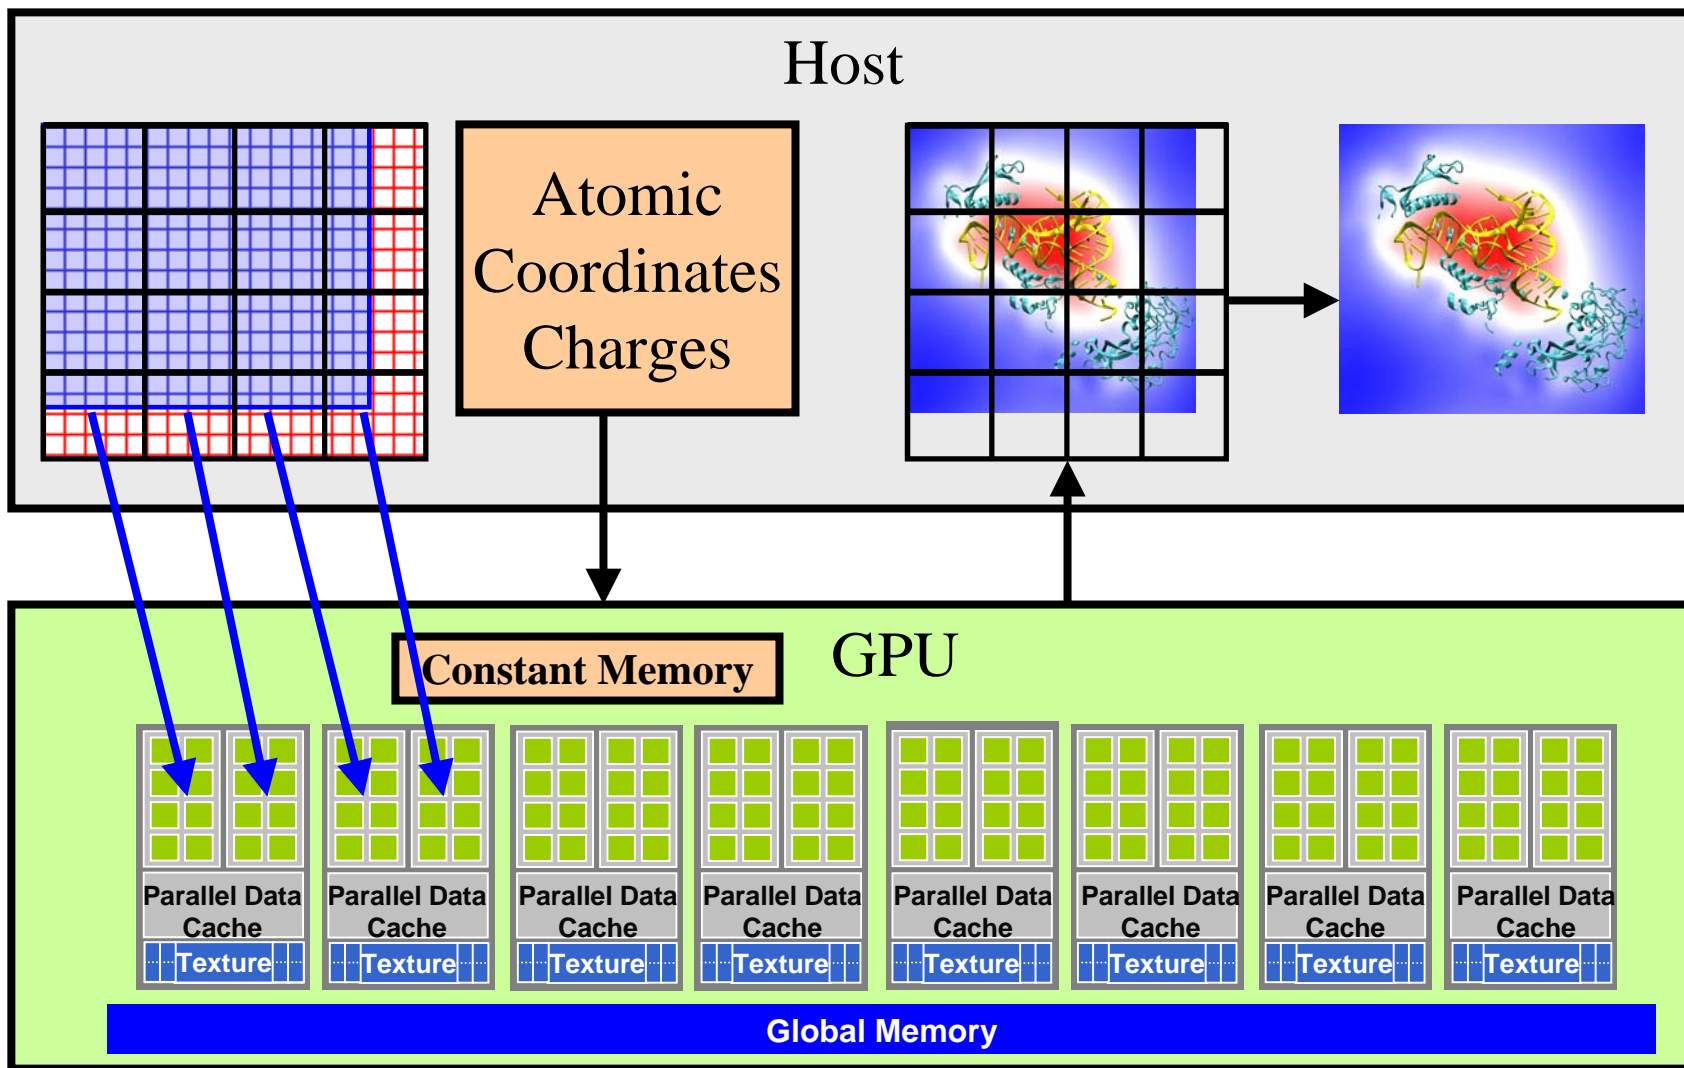 Host
Atomic
Coordinates
Charges
GPU
Constant Memory
Parallel Data
Cache
Texture
Parallel Data
Cache
Texture
Parallel Data
Cache
Texture
Parallel Data
Cache
Texture
Parallel Data
Cache
Texture
Parallel Data
Cache
Texture
Parallel Data
Cache
Texture
Parallel Data
Cache
Texture
Global Memory